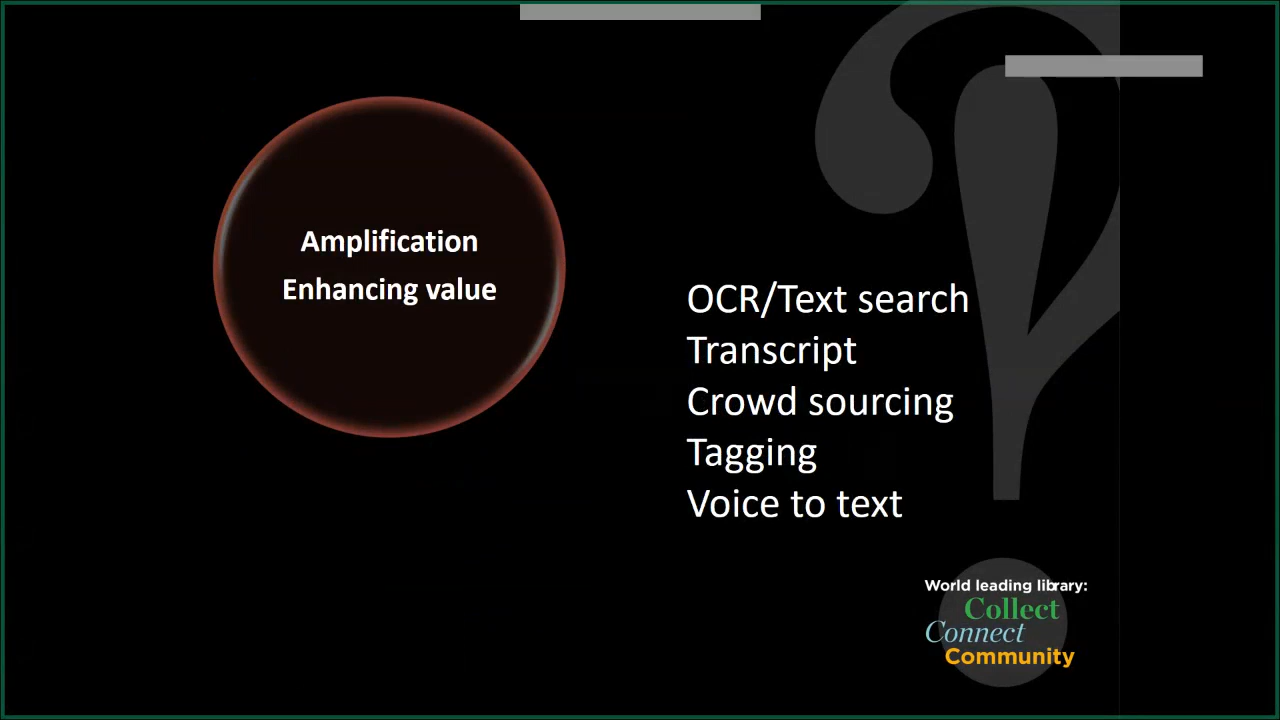 Amplification
Enhancing value
OCR/Text search
Transcript
Crowd sourcing
Tagging
Voice to text
World leading library:
Collect
Connect
Community